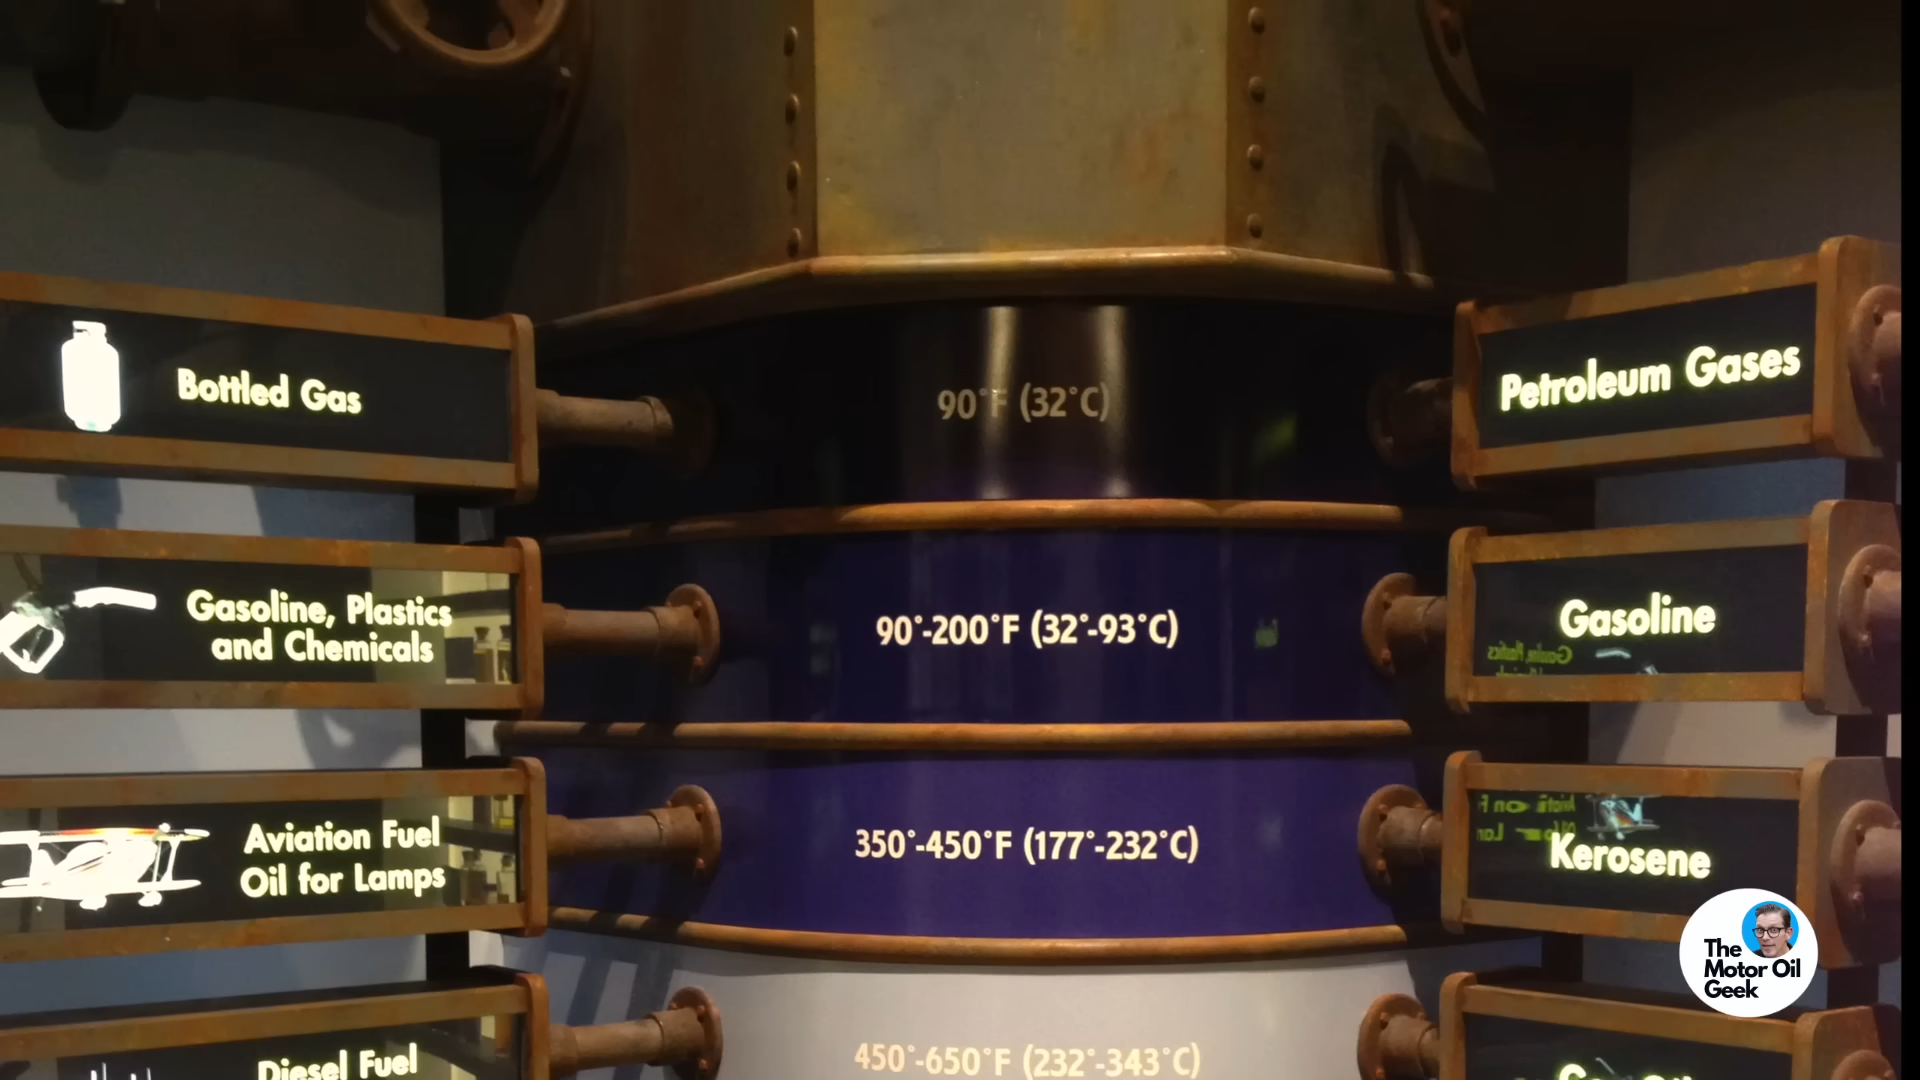 Bottled Gas
90°F (32°C)
Petroleum Gases
Gasoline, Plastics
and Chemicals
90°-200°F (32°-93°C)
Gasoline
Aviation Fuel
Oil for Lamps
350°-450°F (177°-232°C)
Kerosene
Diesel Fuel
450°-650°F (232°-343°C)
The
Motor Oil
Geek